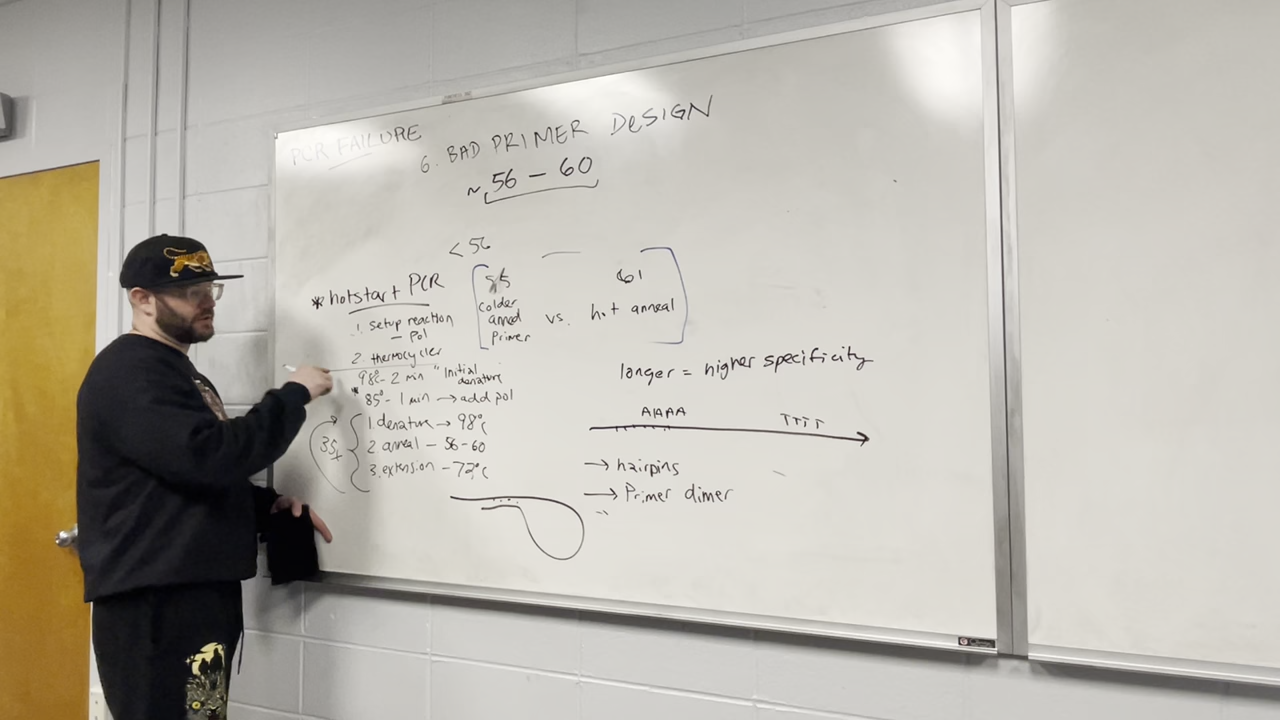 PCR FAILURE
6. BAD PRIMER DeSIGN
~ 56 - 60
< 56
* hotstart PCR
1. setup reaction
- Pol
2. thermocycler
98° - 2 min "Initial
denature
* 85° - 1 min → add pol
35x
1. denature → 98°C
2. anneal - 56-60
3. extension - 72°C
colder
Primer
vs.
61
hot anneal
longer = higher specificity
AAAA
TTTT
→ hairpins
→ Primer dimer